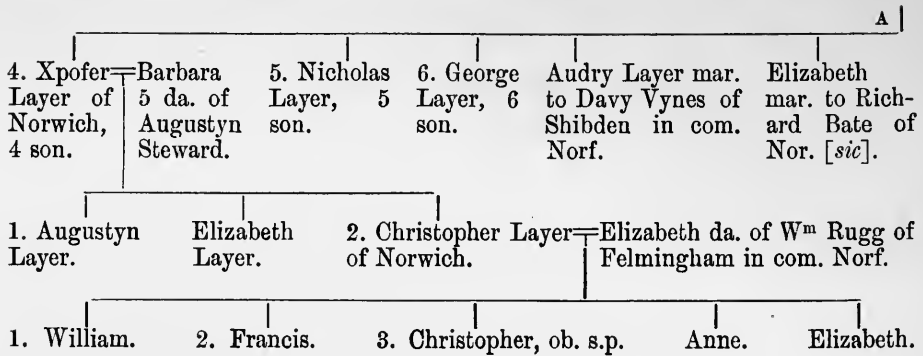 A
4. Xpofer Layer of Norwich, 4 son.
Barbara 5 da. of Augustyn Steward.
5. Nicholas Layer, 5 son.
6. George Layer, 6 son.
Audry Layer mar. to Davy Vynes of Shibden in com. Norf.
Elizabeth mar. to Rich-ard Bate of Nor. [sic].
1. Augustyn Layer.
Elizabeth Layer.
2. Christopher Layer of Norwich.
Elizabeth da. of Wᵐ Rugg of Felmingham in com. Norf.
1. William.
2. Francis.
3. Christopher, ob. s.p.
Anne.
Elizabeth.